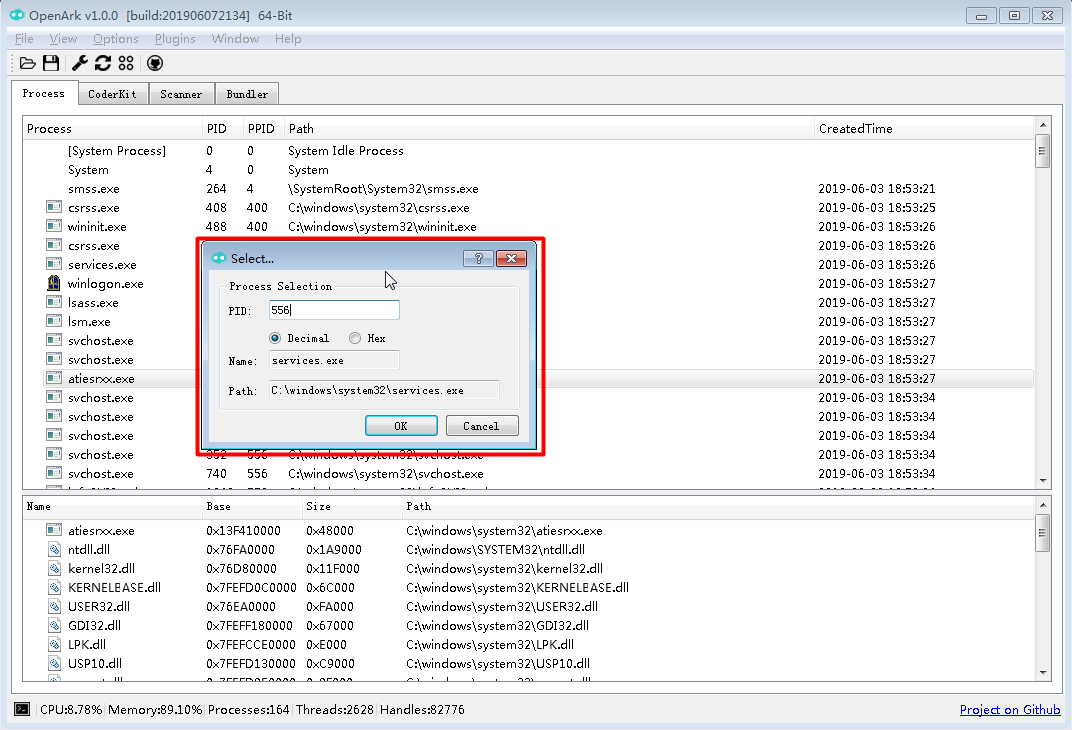 OpenArk v1.0.0 [build:201906072134] 64-Bit
File View Options Plugins Window Help
Process CoderKit Scanner Bundler
Process PID PPID Path CreatedTime
[System Process] 0 0 System Idle Process
System 4 0 System
smss.exe 264 4 \SystemRoot\System32\smss.exe 2019-06-03 18:53:21
csrss.exe 408 400 C:\windows\system32\csrss.exe 2019-06-03 18:53:25
wininit.exe 488 400 C:\windows\system32\wininit.exe 2019-06-03 18:53:26
csrss.exe 2019-06-03 18:53:26
services.exe 2019-06-03 18:53:26
winlogon.exe 2019-06-03 18:53:27
lsass.exe 2019-06-03 18:53:27
lsm.exe 2019-06-03 18:53:27
svchost.exe 2019-06-03 18:53:27
svchost.exe 2019-06-03 18:53:27
atiesrxx.exe 2019-06-03 18:53:27
svchost.exe 2019-06-03 18:53:34
svchost.exe 2019-06-03 18:53:34
svchost.exe 2019-06-03 18:53:34
svchost.exe C:\windows\system32\svchost.exe 2019-06-03 18:53:34
svchost.exe 740 556 C:\windows\system32\svchost.exe 2019-06-03 18:53:34
Select...
Process Selection
PID: 556
Decimal Hex
Name: services.exe
Path: C:\windows\system32\services.exe
OK Cancel
Name Base Size Path
atiesrxx.exe 0x13F410000 0x48000 C:\windows\system32\atiesrxx.exe
ntdll.dll 0x76FA0000 0x1A9000 C:\windows\SYSTEM32\ntdll.dll
kernel32.dll 0x76D80000 0x11F000 C:\windows\system32\kernel32.dll
KERNELBASE.dll 0x7FEFD0C0000 0x6C000 C:\windows\system32\KERNELBASE.dll
USER32.dll 0x76EA0000 0xFA000 C:\windows\system32\USER32.dll
GDI32.dll 0x7FEFF180000 0x67000 C:\windows\system32\GDI32.dll
LPK.dll 0x7FEFCCE0000 0xE000 C:\windows\system32\LPK.dll
USP10.dll 0x7FEFD130000 0xC9000 C:\windows\system32\USP10.dll
CPU:8.78% Memory:89.10% Processes:164 Threads:2628 Handles:82776
Project on Github